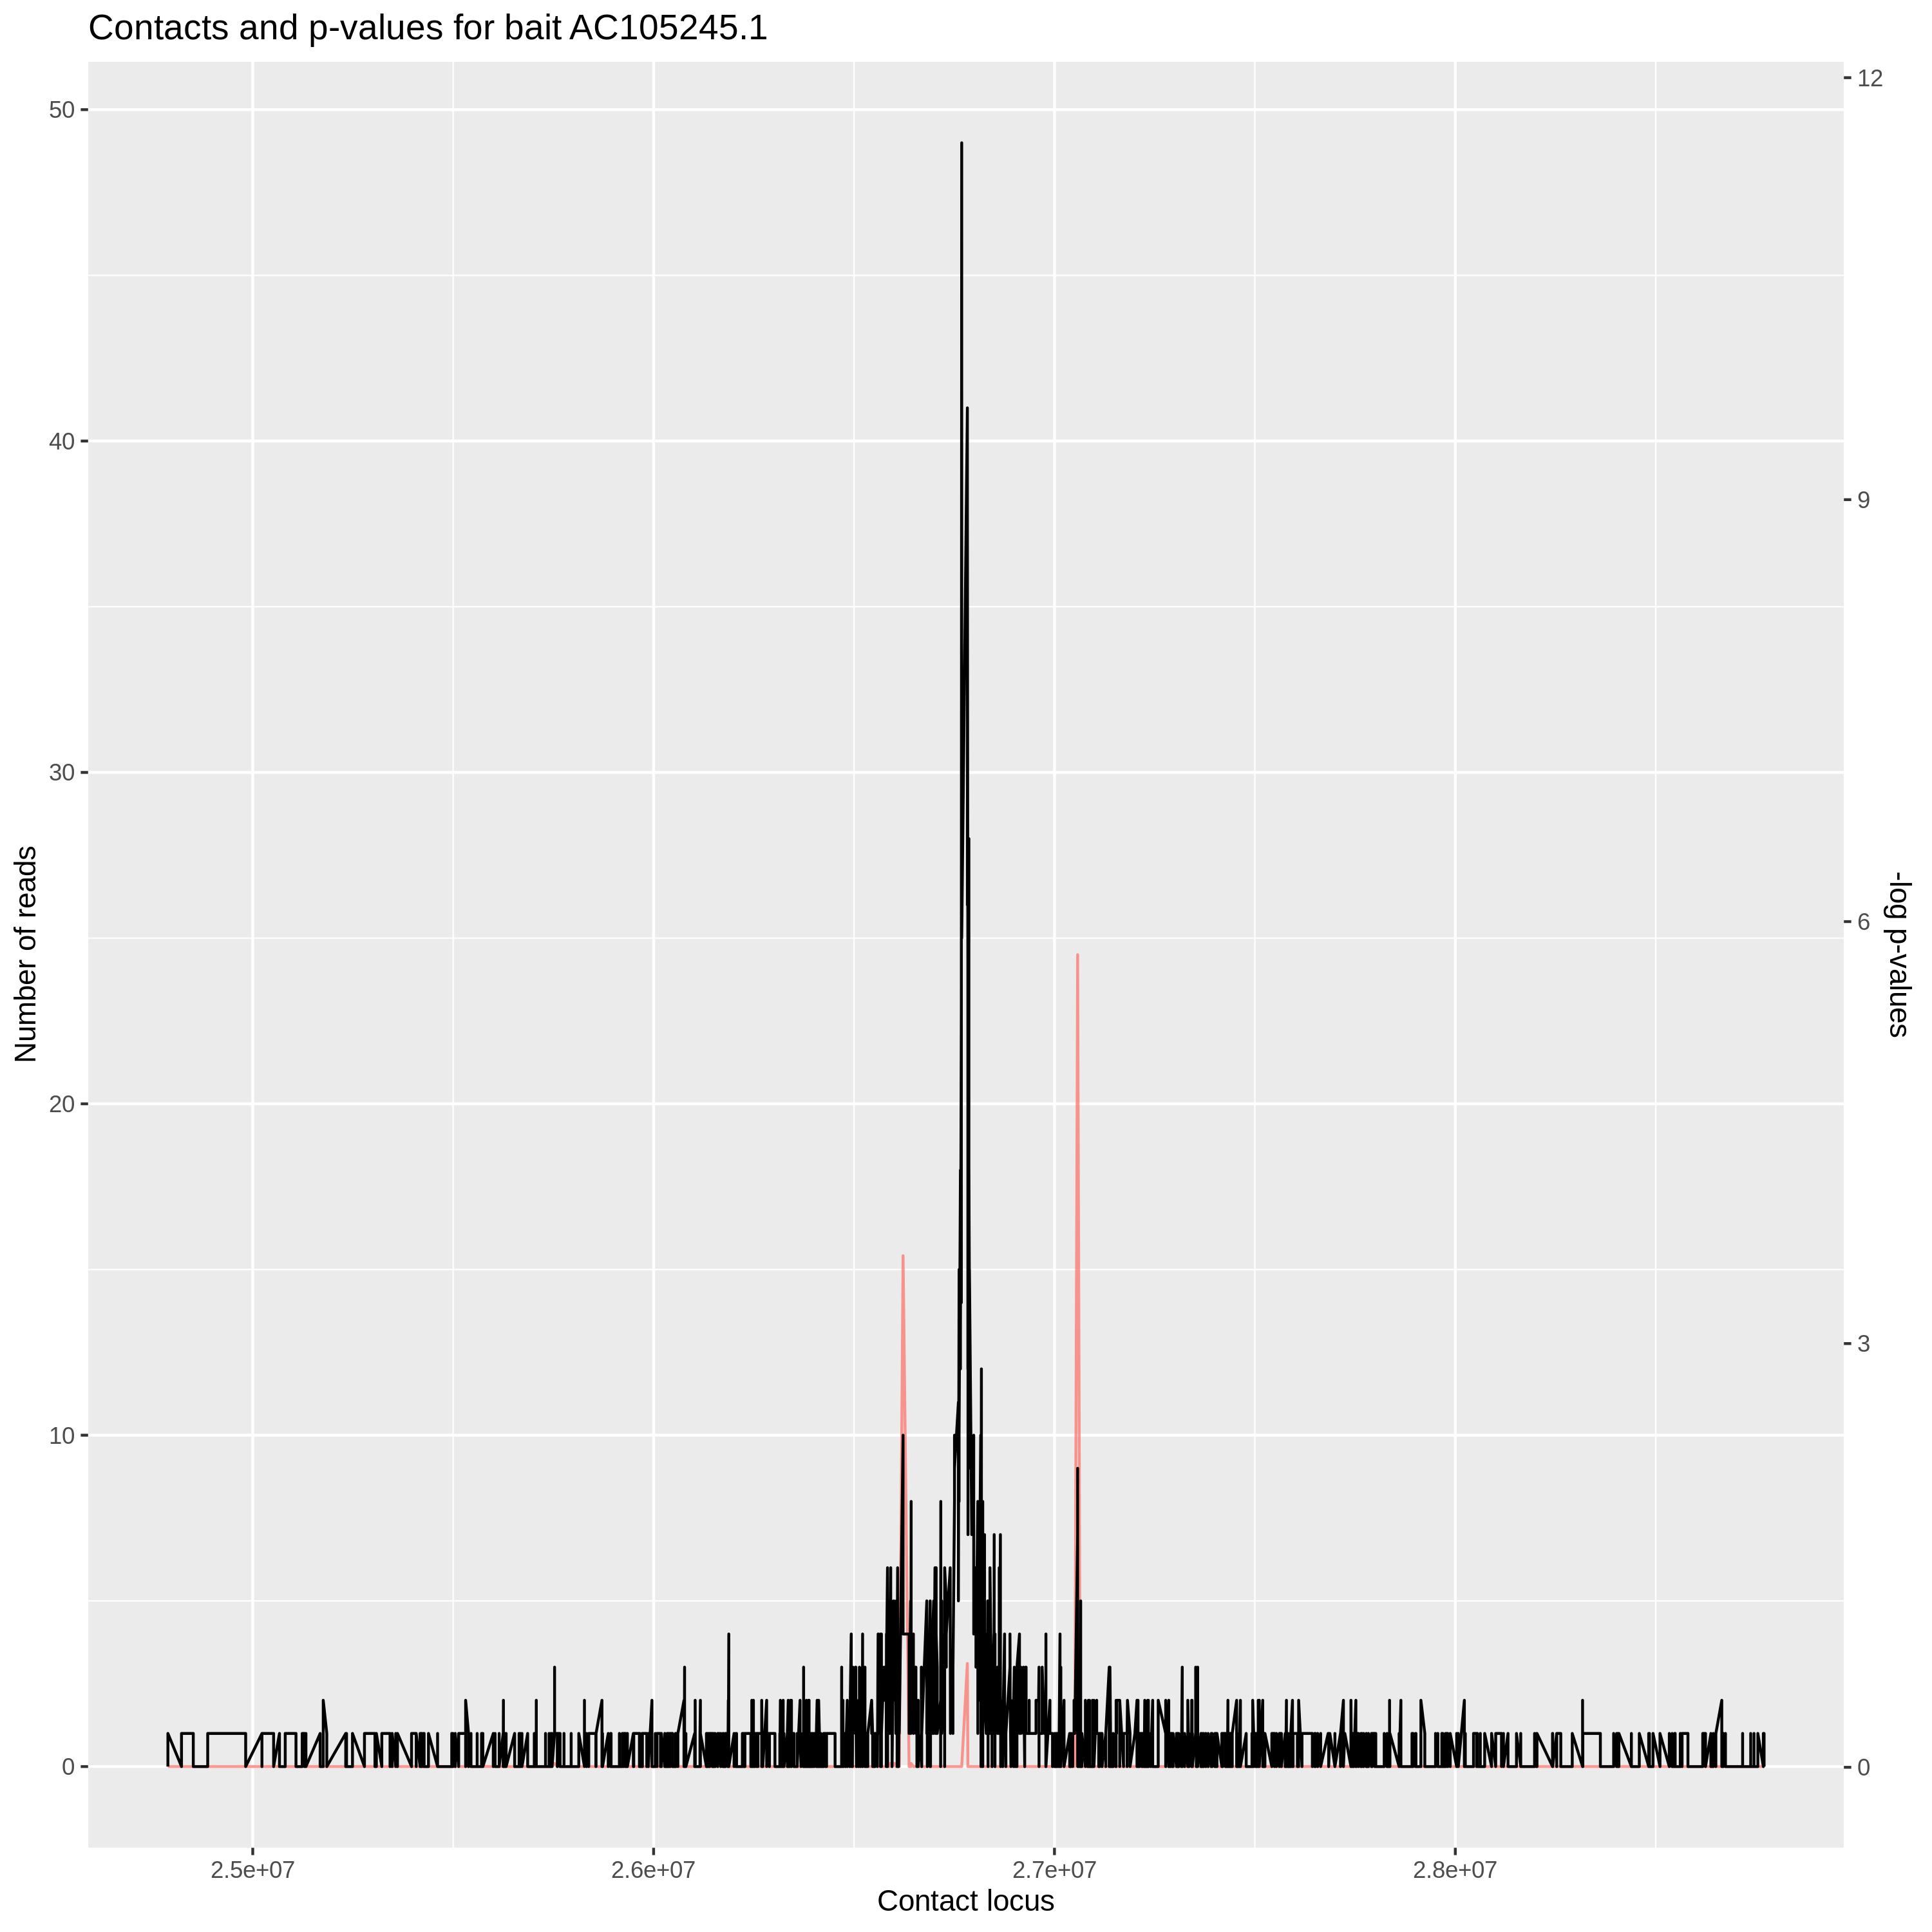 Contacts and p-values for bait AC105245.1
50
40
30
20
10
0
Number of reads
12
9
6
3
0
-log p-values
2.5e+07
2.6e+07
2.7e+07
2.8e+07
Contact locus